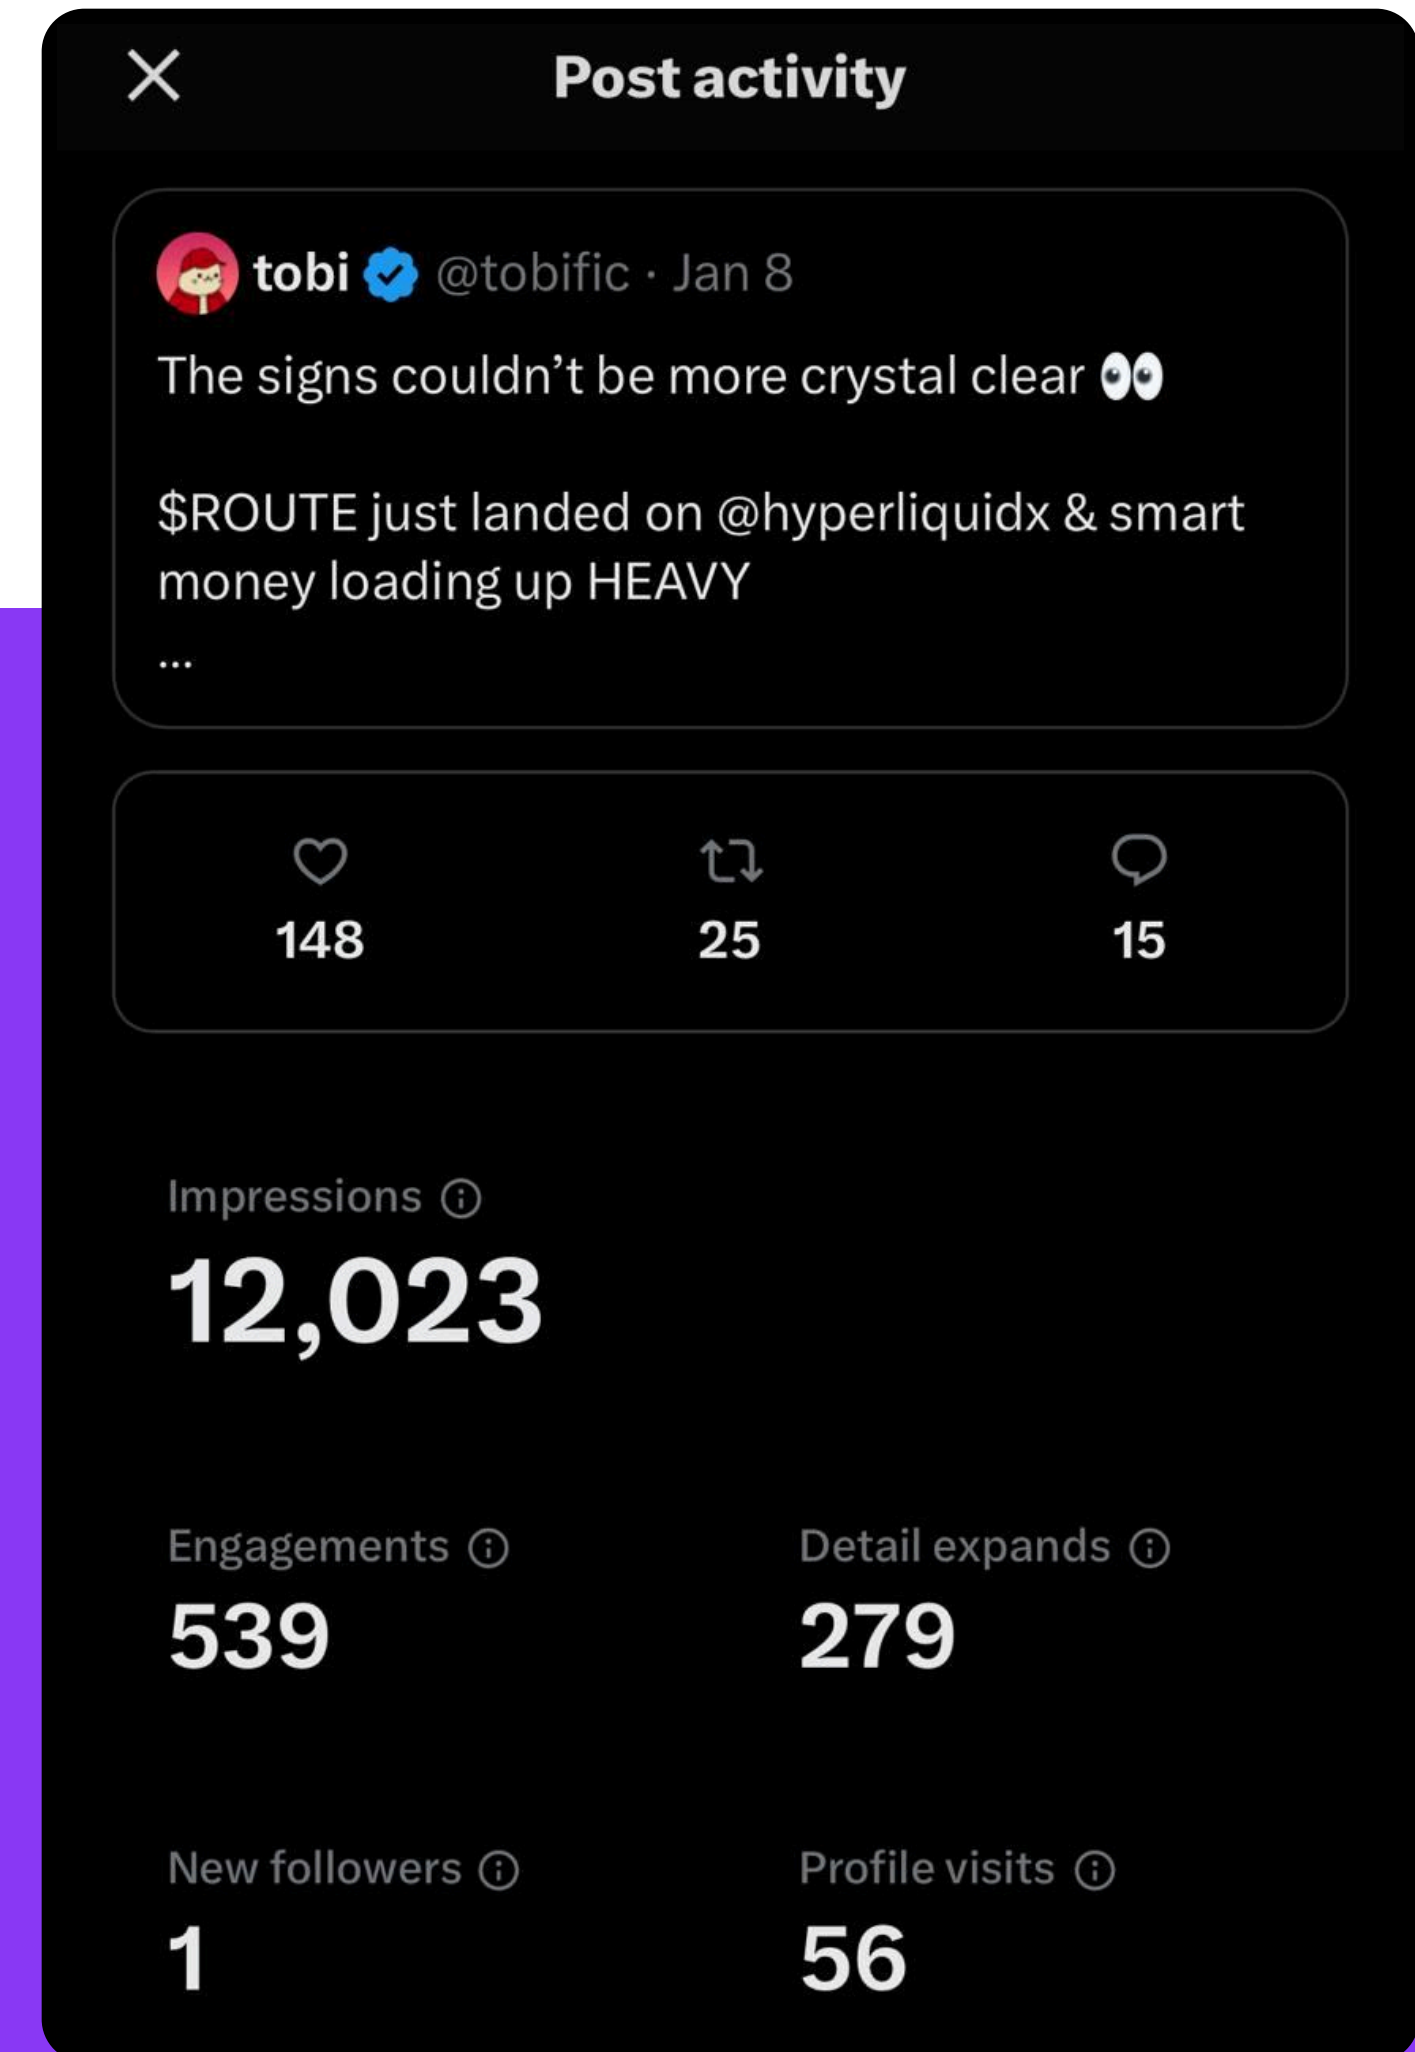 Post activity
tobi @tobific · Jan 8
The signs couldn’t be more crystal clear 👀
$ROUTE just landed on @hyperliquidx & smart
money loading up HEAVY
...
148 25 15
Impressions
12,023
Engagements Detail expands
539 279
New followers Profile visits
1 56